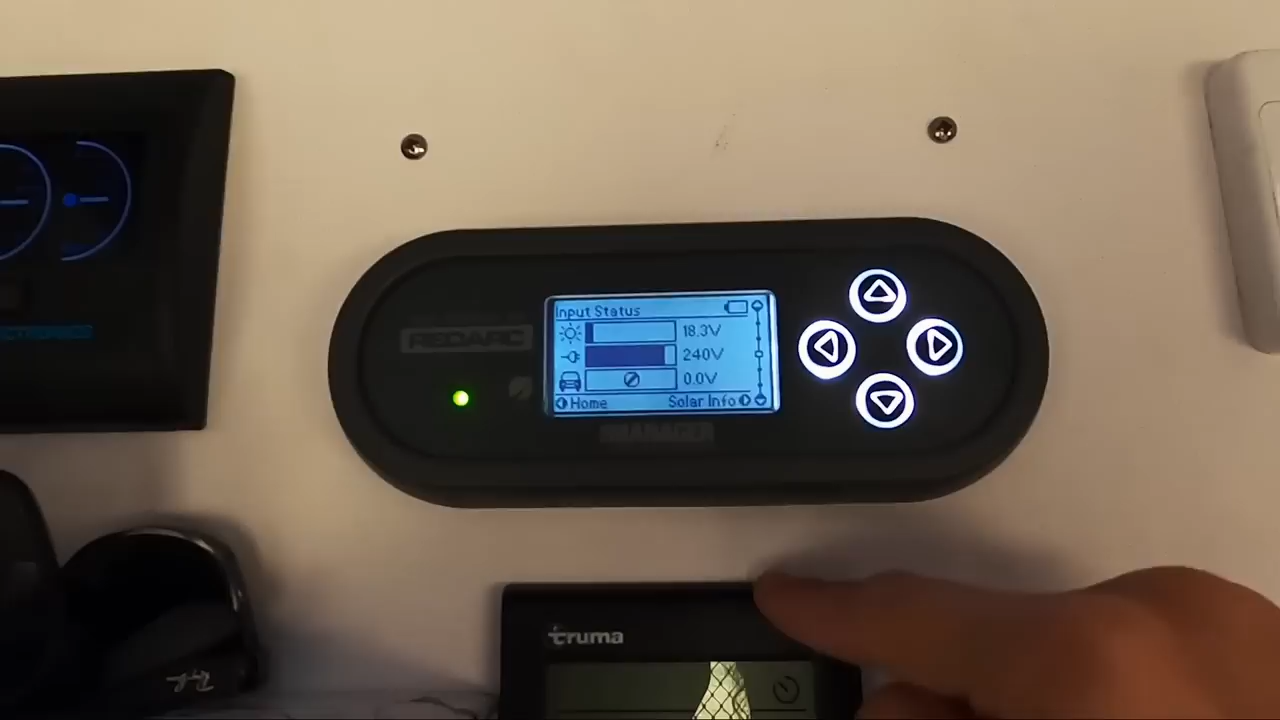 REDARC
Input Status
18.3V
240V
0.0V
Home
Solar Info
MANAGER
truma